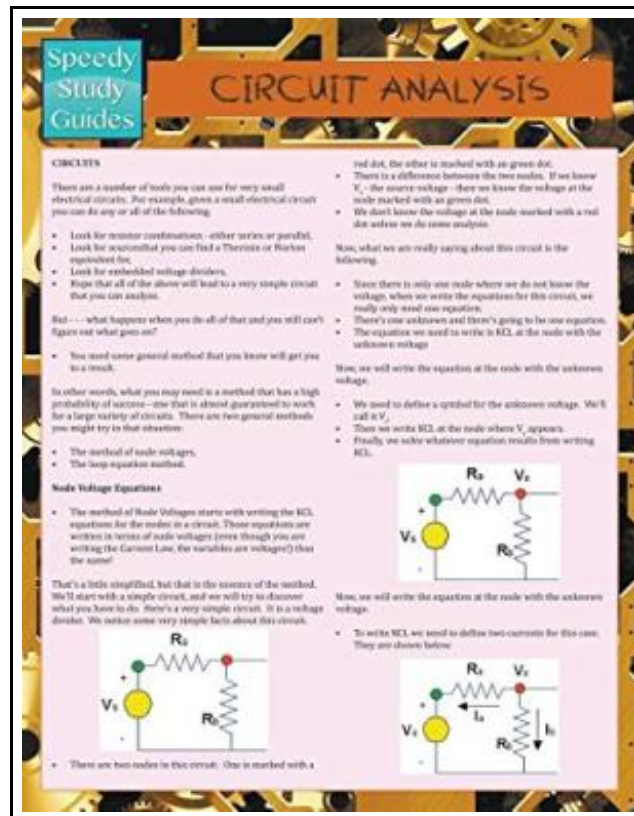 Speedy
Study
Guides
CIRCUIT ANALYSIS
CIRCUITS
There are a number of tools you can use for very small
electrical circuits. For example, given a small electrical circuit
you can do any or all of the following.
• Look for resistor combinations - either series or parallel,
• Look for sources that you can find a Thevinin or Norton
equivalent for,
• Look for embedded voltage dividers,
• Hope that all of the above will lead to a very simple circuit
that you can analyze.
But - - - what happens when you do all of that and you still can't
figure out what goes on?
• You need some general method that you know will get you
to a result.
In other words, what you may need is a method that has a high
probability of success - one that is almost guaranteed to work
for a large variety of circuits. There are two general methods
you might try in that situation:
• The method of node voltages,
• The loop equation method.
Node Voltage Equations
• The method of Node Voltages starts with writing the KCL
equations for the nodes in a circuit. Those equations are
written in terms of node voltages (even though you are
writing the Current Law, the variables are voltages!) thus
the name!
That's a little simplified, but that is the essence of the method.
We'll start with a simple circuit, and we will try to discover
what you have to do. Here's a very simple circuit. It is a voltage
divider. We notice some very simple facts about this circuit.
Ra
+
Vs
Rb
-
• There are two nodes in this circuit. One is marked with a
red dot, the other is marked with an green dot.
• There is a difference between the two nodes. If we know
Vs - the source voltage - then we know the voltage at the
node marked with an green dot.
• We don't know the voltage at the node marked with a red
dot unless we do some analysis.
Now, what we are really saying about this circuit is the
following.
• Since there is only one node where we do not know the
voltage, when we write the equations for this circuit, we
really only need one equation.
• There's one unknown and there's going to be one equation.
• The equation we need to write is KCL at the node with the
unknown voltage
Now, we will write the equation at the node with the unknown
voltage.
• We need to define a symbol for the unknown voltage. We'll
call it Vx.
• Then we write KCL at the node where Vx appears.
• Finally, we solve whatever equation results from writing
KCL.
Ra Vx
+
Vs
Rb
-
Now, we will write the equation at the node with the unknown
voltage.
• To write KCL we need to define two currents for this case.
They are shown below
Ra Vx
+
Ia
Vs
Rb Ib
-